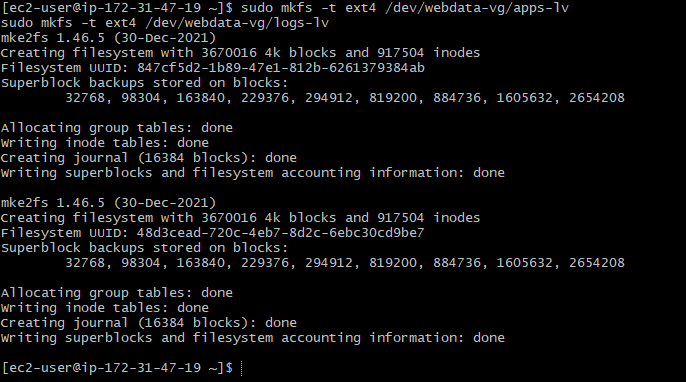 [ec2-user@ip-172-31-47-19 ~]$ sudo mkfs -t ext4 /dev/webdata-vg/apps-lv
sudo mkfs -t ext4 /dev/webdata-vg/logs-lv
mke2fs 1.46.5 (30-Dec-2021)
Creating filesystem with 3670016 4k blocks and 917504 inodes
Filesystem UUID: 847cf5d2-1b89-47e1-812b-6261379384ab
Superblock backups stored on blocks:
        32768, 98304, 163840, 229376, 294912, 819200, 884736, 1605632, 2654208

Allocating group tables: done
Writing inode tables: done
Creating journal (16384 blocks): done
Writing superblocks and filesystem accounting information: done

mke2fs 1.46.5 (30-Dec-2021)
Creating filesystem with 3670016 4k blocks and 917504 inodes
Filesystem UUID: 48d3cead-720c-4eb7-8d2c-6ebc30cd9be7
Superblock backups stored on blocks:
        32768, 98304, 163840, 229376, 294912, 819200, 884736, 1605632, 2654208

Allocating group tables: done
Writing inode tables: done
Creating journal (16384 blocks): done
Writing superblocks and filesystem accounting information: done

[ec2-user@ip-172-31-47-19 ~]$